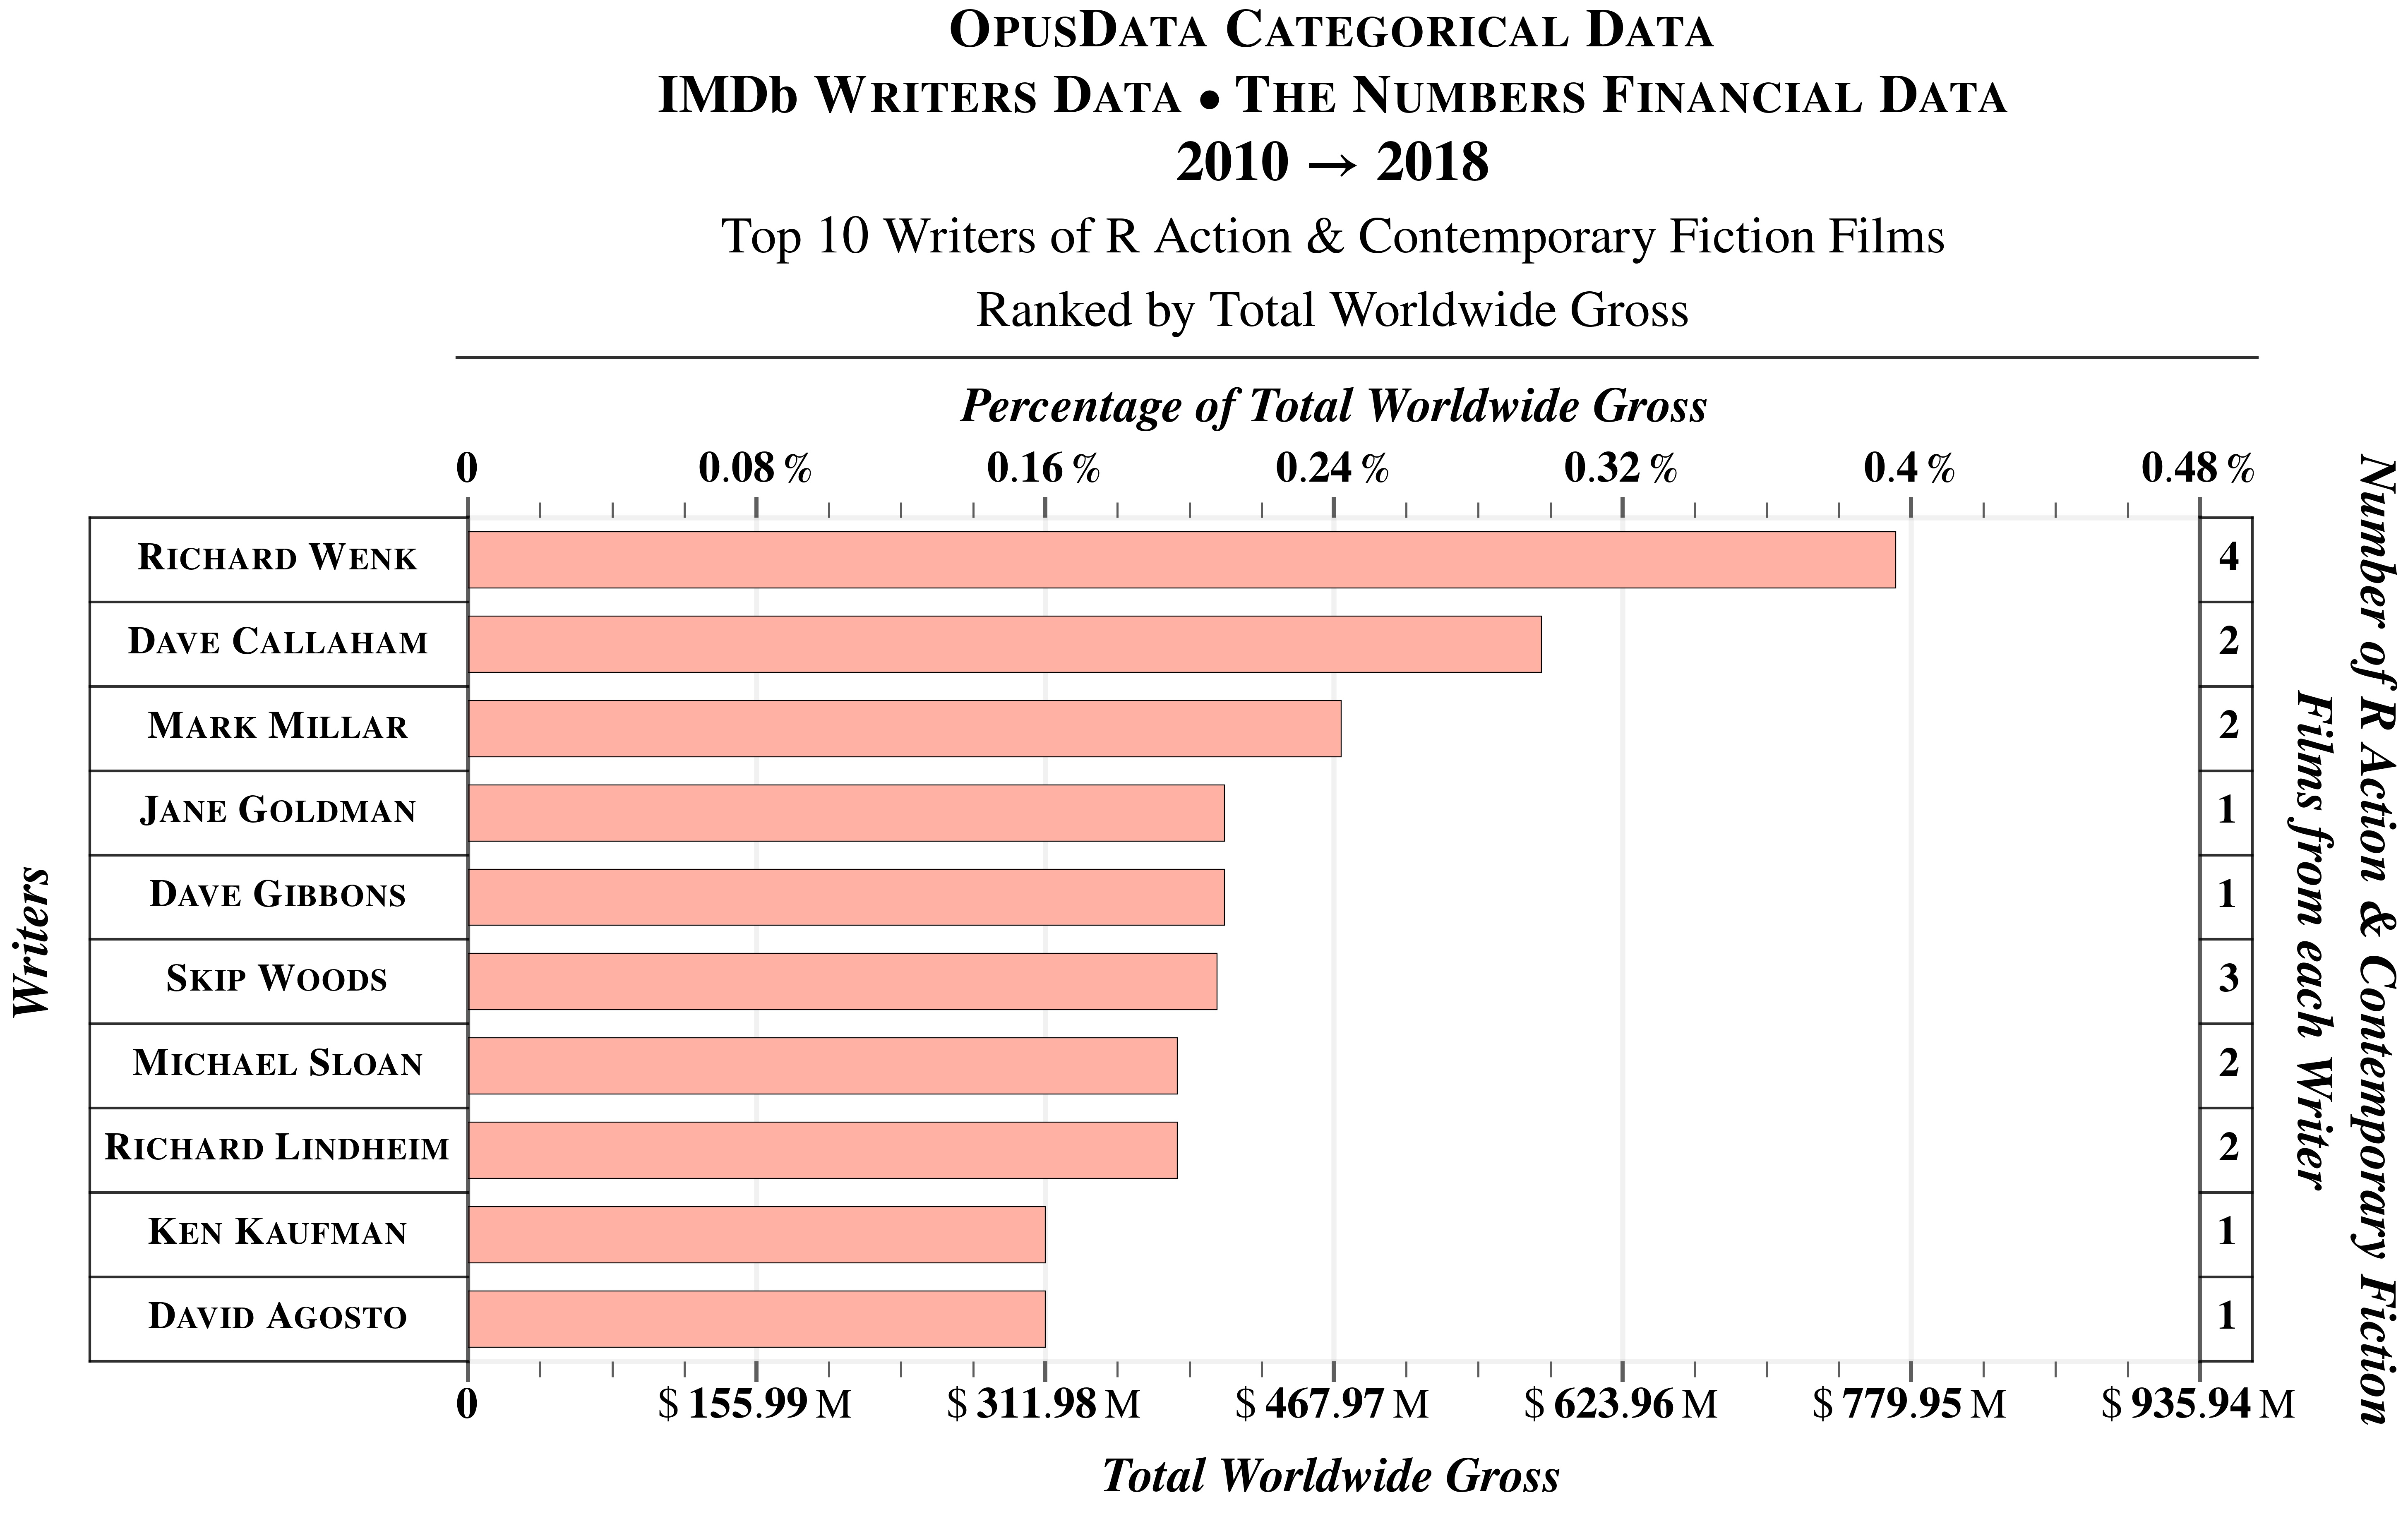 OpusData Categorical Data
IMDb Writers Data • The Numbers Financial Data
2010 → 2018
Top 10 Writers of R Action & Contemporary Fiction Films
Ranked by Total Worldwide Gross
Percentage of Total Worldwide Gross
0 0.08 % 0.16 % 0.24 % 0.32 % 0.4 % 0.48 %
Writers
Richard Wenk 4
Dave Callaham 2
Mark Millar 2
Jane Goldman 1
Dave Gibbons 1
Skip Woods 3
Michael Sloan 2
Richard Lindheim 2
Ken Kaufman 1
David Agosto 1
Number of R Action & Contemporary Fiction
Films from each Writer
0 $ 155.99 M $ 311.98 M $ 467.97 M $ 623.96 M $ 779.95 M $ 935.94 M
Total Worldwide Gross